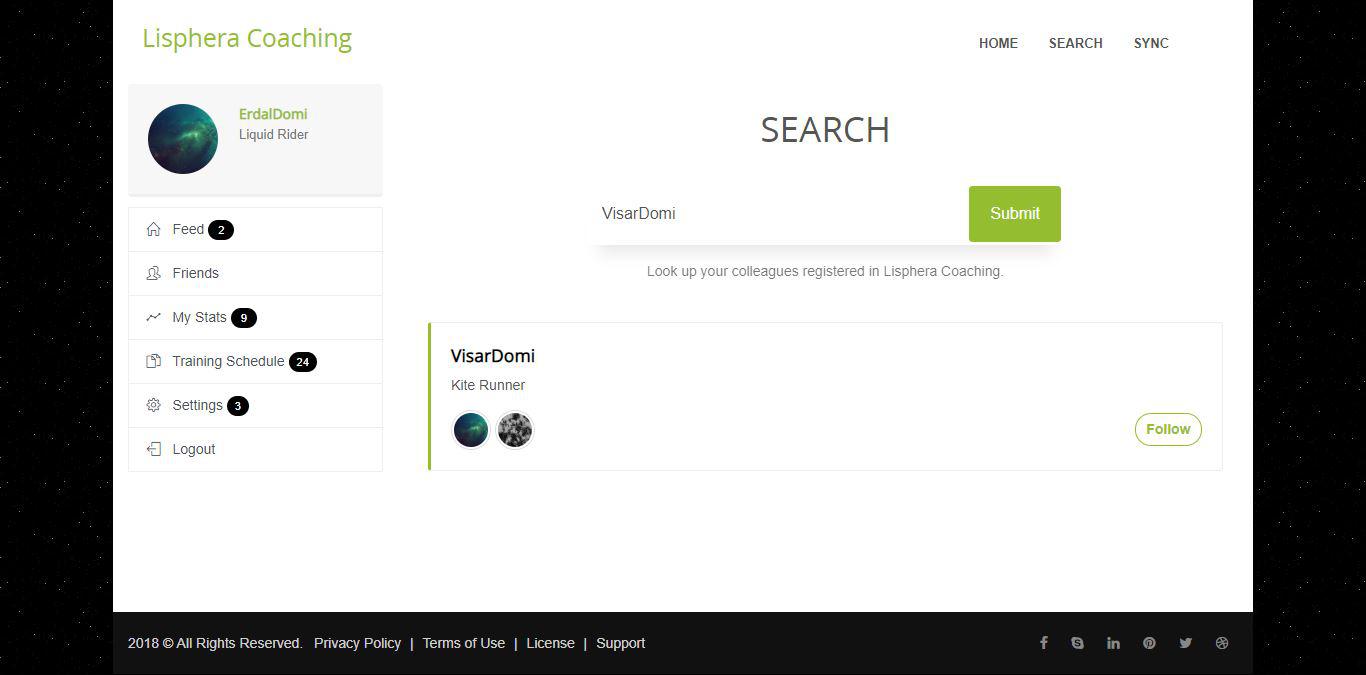 Lisphera Coaching
HOME SEARCH SYNC
ErdalDomi
Liquid Rider
Feed 2
Friends
My Stats 9
Training Schedule 24
Settings 3
Logout
SEARCH
VisarDomi Submit
Look up your colleagues registered in Lisphera Coaching.
VisarDomi
Kite Runner
Follow
2018 © All Rights Reserved. Privacy Policy | Terms of Use | License | Support